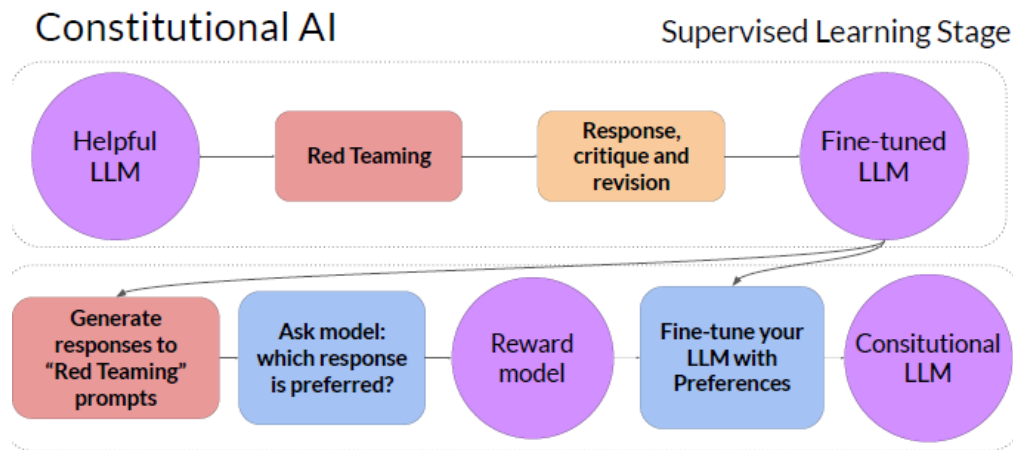 Constitutional AI
Supervised Learning Stage
Helpful
LLM
Red Teaming
Response,
critique and
revision
Fine-tuned
LLM
Generate
responses to
“Red Teaming”
prompts
Ask model:
which response
is preferred?
Reward
model
Fine-tune your
LLM with
Preferences
Consitutional
LLM